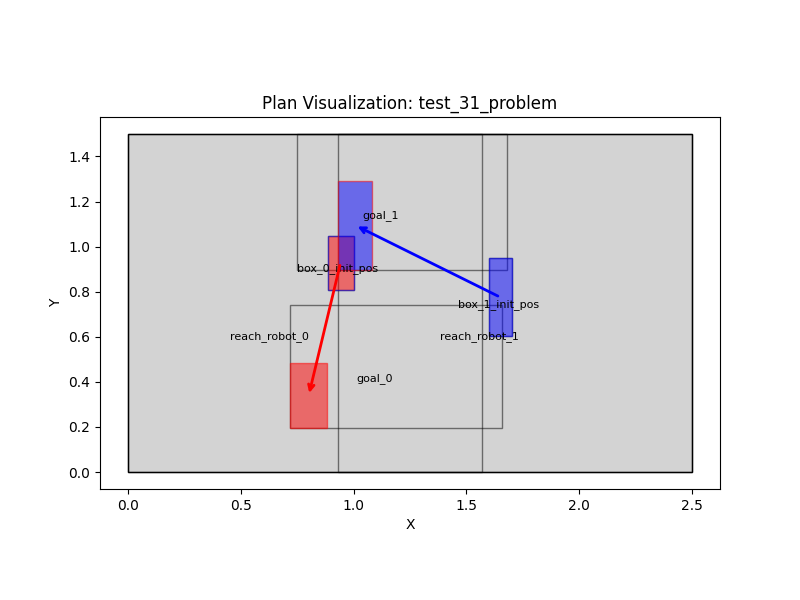 Plan Visualization: test_31_problem
1.4
1.2
1.0
0.8
0.6
0.4
0.2
0.0
Y
goal_1
box_0_init_pos
box_1_init_pos
reach_robot_0
reach_robot_1
goal_0
0.0 0.5 1.0 1.5 2.0 2.5
X